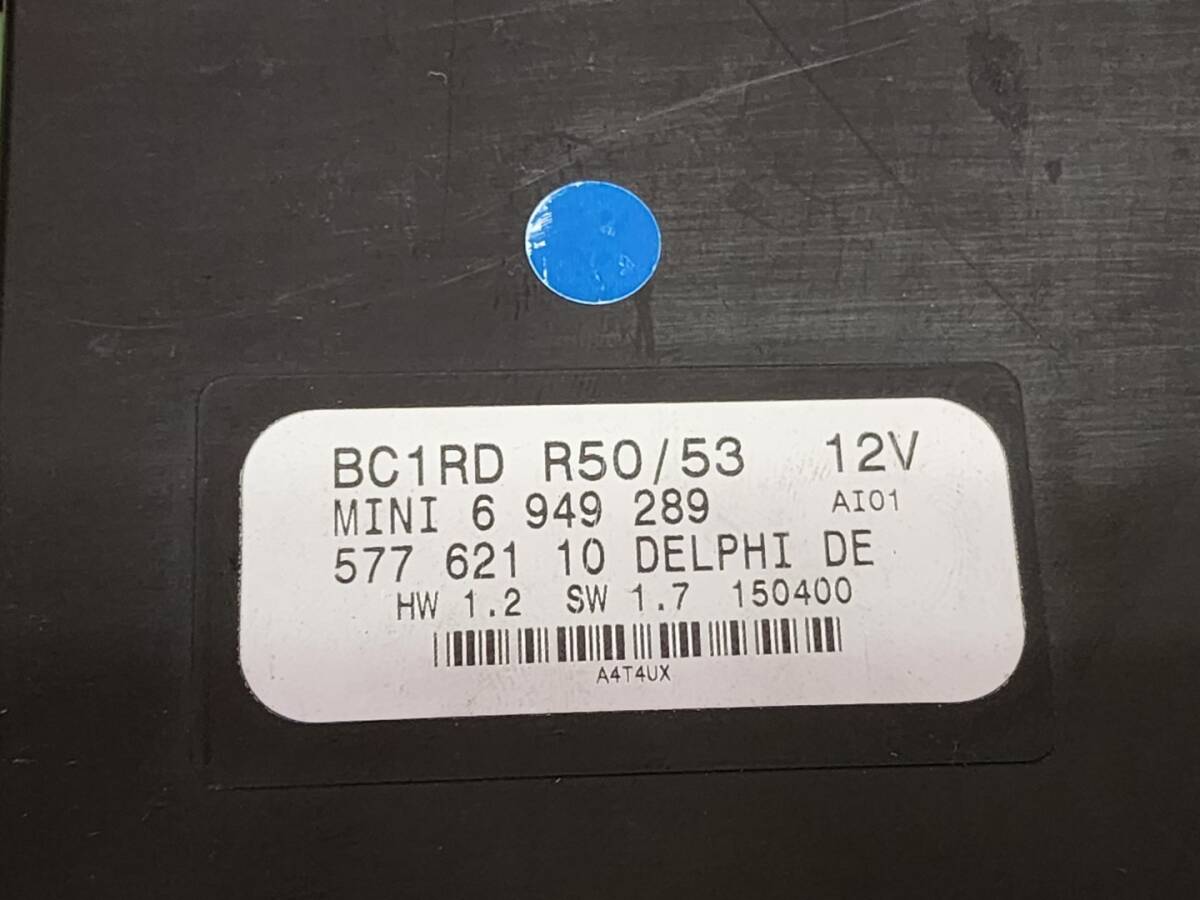 BC1RD R50/53 12V
MINI 6 949 289 AI01
577 621 10 DELPHI DE
HW 1.2 SW 1.7 150400
A4T4UX